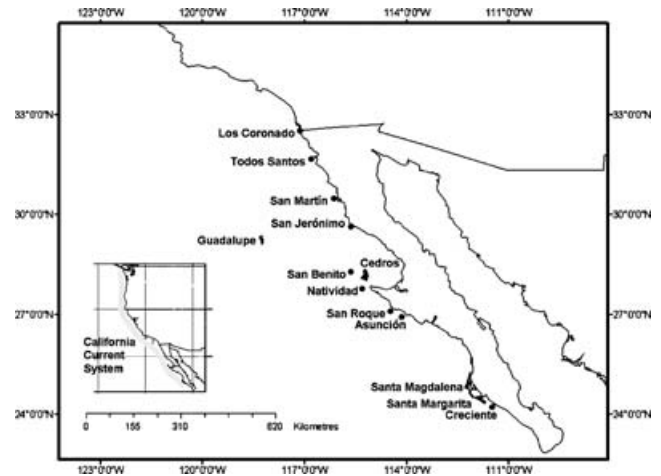 123°0'0"W 120°0'0"W 117°0'0"W 114°0'0"W 111°0'0"W
33°0'0"N 33°0'0"N
Los Coronado
Todos Santos
30°0'0"N 30°0'0"N
San Martín
San Jerónimo
Guadalupe
Cedros
San Benito
Natividad
27°0'0"N 27°0'0"N
San Roque
Asunción
California
Current
System
Santa Magdalena
Santa Margarita
Creciente
24°0'0"N 24°0'0"N
0 155 310 620 Kilometres
123°0'0"W 120°0'0"W 117°0'0"W 114°0'0"W 111°0'0"W